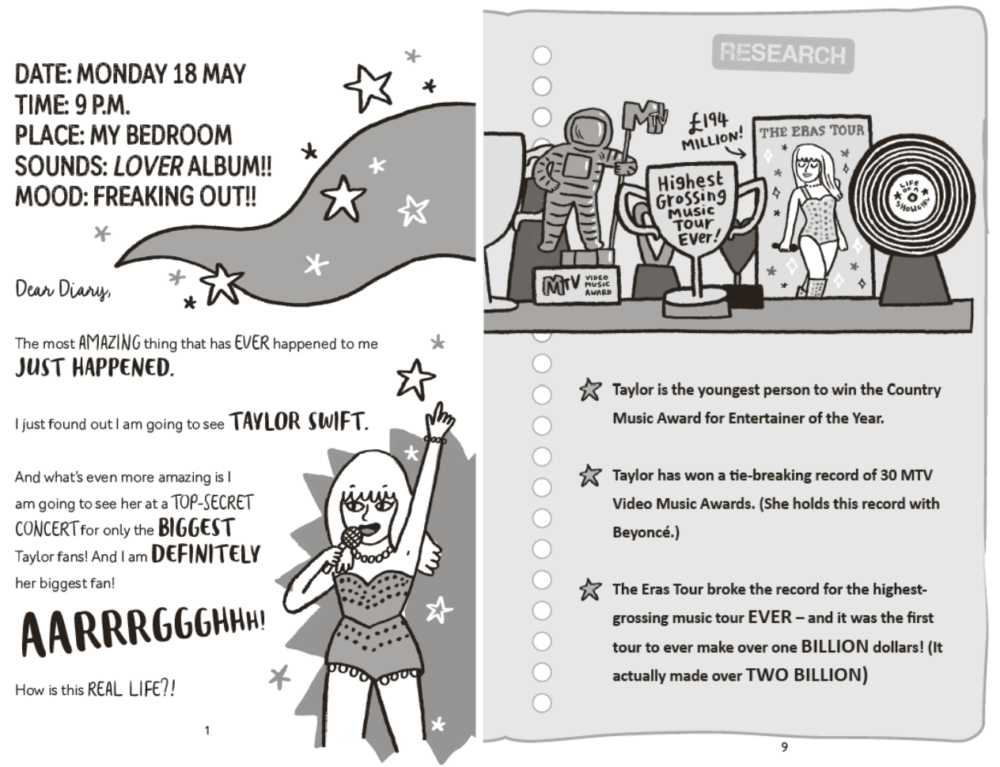 DATE: MONDAY 18 MAY
TIME: 9 P.M.
PLACE: MY BEDROOM
SOUNDS: LOVER ALBUM!!
MOOD: FREAKING OUT!!
Dear Diary,
The most AMAZING thing that has EVER happened to me
JUST HAPPENED.
I just found out I am going to see TAYLOR SWIFT.
And what's even more amazing is I
am going to see her at a TOP-SECRET
CONCERT for only the BIGGEST
Taylor fans! And I am DEFINITELY
her biggest fan!
AARRRGGGHHH!
How is this REAL LIFE?!
1
RESEARCH
MTV
£194
MILLION!
THE ERAS TOUR
Highest
Grossing
Music
Tour
Ever!
LIFE
OF A
SHOWGIRL
MTV VIDEO
MUSIC
AWARD
Taylor is the youngest person to win the Country
Music Award for Entertainer of the Year.
Taylor has won a tie-breaking record of 30 MTV
Video Music Awards. (She holds this record with
Beyoncé.)
The Eras Tour broke the record for the highest-
grossing music tour EVER – and it was the first
tour to ever make over one BILLION dollars! (It
actually made over TWO BILLION)
9